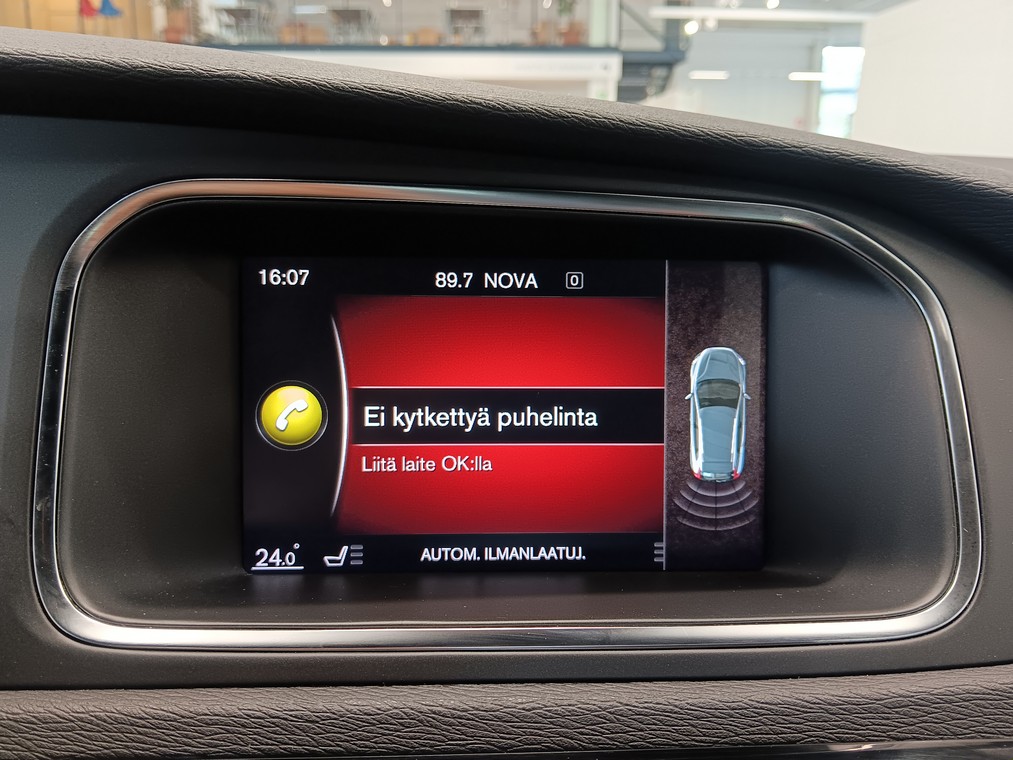 16:07
89.7 NOVA 0
Ei kytkettyä puhelinta
Liitä laite OK:lla
24.0°
AUTOM. ILMANLAATUJ.